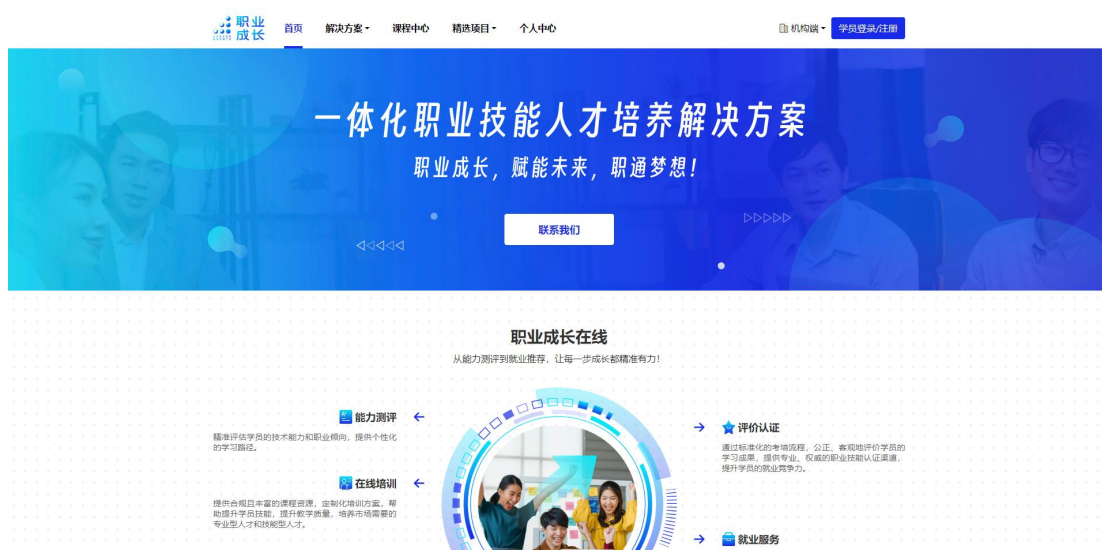 职业
成长
首页 解决方案 课程中心 精选项目 个人中心 机构端 学员登录/注册
一体化职业技能人才培养解决方案
职业成长，赋能未来，职通梦想！
联系我们
职业成长在线
从能力测评到就业推荐，让每一步成长都精准有力！
能力测评
精准评估学员的技术能力和职业倾向，提供个性化
的学习路径。
在线培训
提供合规且丰富的课程资源，定制化培训方案，帮
助提升学员技能，提升教学质量，培养市场需要的
专业型人才和技能型人才。
评价认证
通过标准化的考培流程，公正、客观地评价学员的
学习成果，提供专业、权威的职业技能认证渠道，
提升学员的就业竞争力。
就业服务